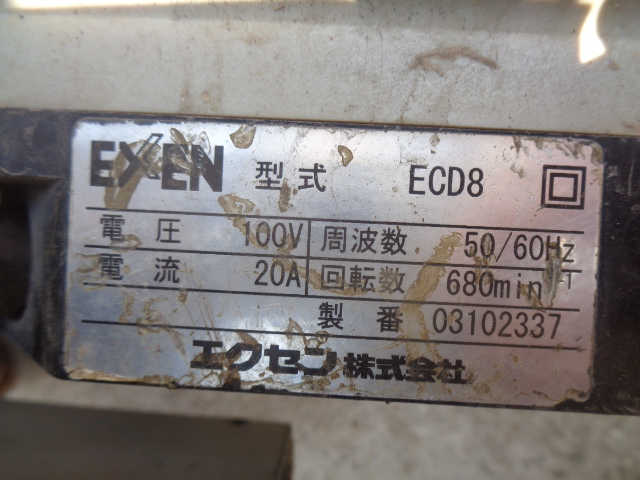 EXEN 型式 ECD8
電圧 100V 周波数 50/60Hz
電流 20A 回転数 680min⁻¹
製番 03102337
エクセン株式会社